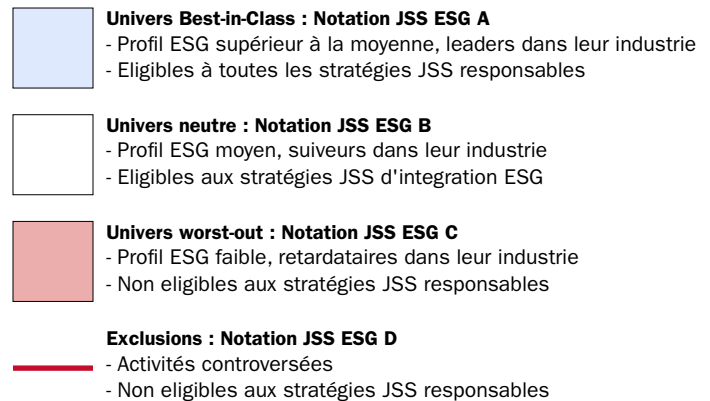 Univers Best-in-Class : Notation JSS ESG A
- Profil ESG supérieur à la moyenne, leaders dans leur industrie
- Eligibles à toutes les stratégies JSS responsables
Univers neutre : Notation JSS ESG B
- Profil ESG moyen, suiveurs dans leur industrie
- Eligibles aux stratégies JSS d'integration ESG
Univers worst-out : Notation JSS ESG C
- Profil ESG faible, retardataires dans leur industrie
- Non eligibles aux stratégies JSS responsables
Exclusions : Notation JSS ESG D
- Activités controversées
- Non eligibles aux stratégies JSS responsables